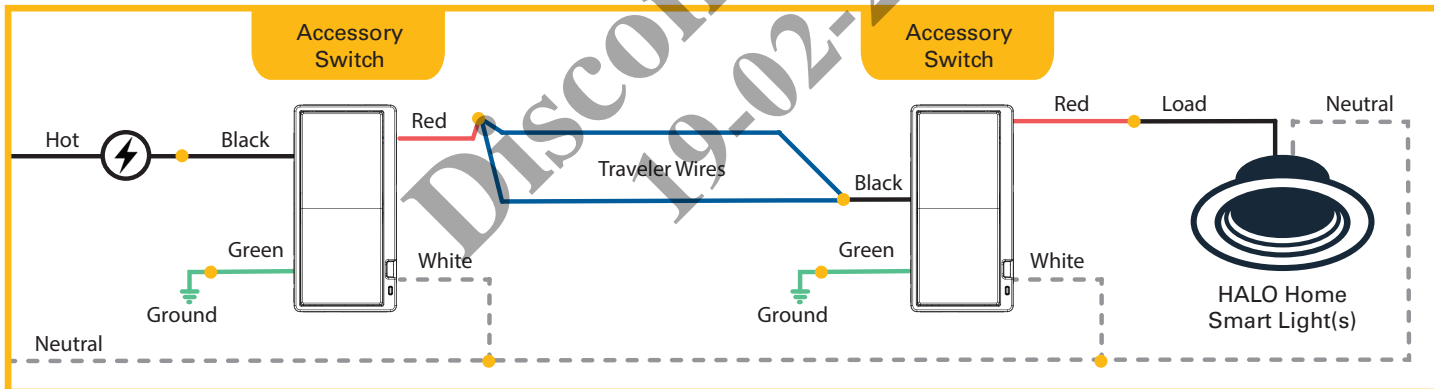 Accessory
Switch
Accessory
Switch
Hot
Black
Red
Traveler Wires
Black
Red
Load
Neutral
Green
White
Green
White
Ground
Ground
HALO Home
Smart Light(s)
Neutral